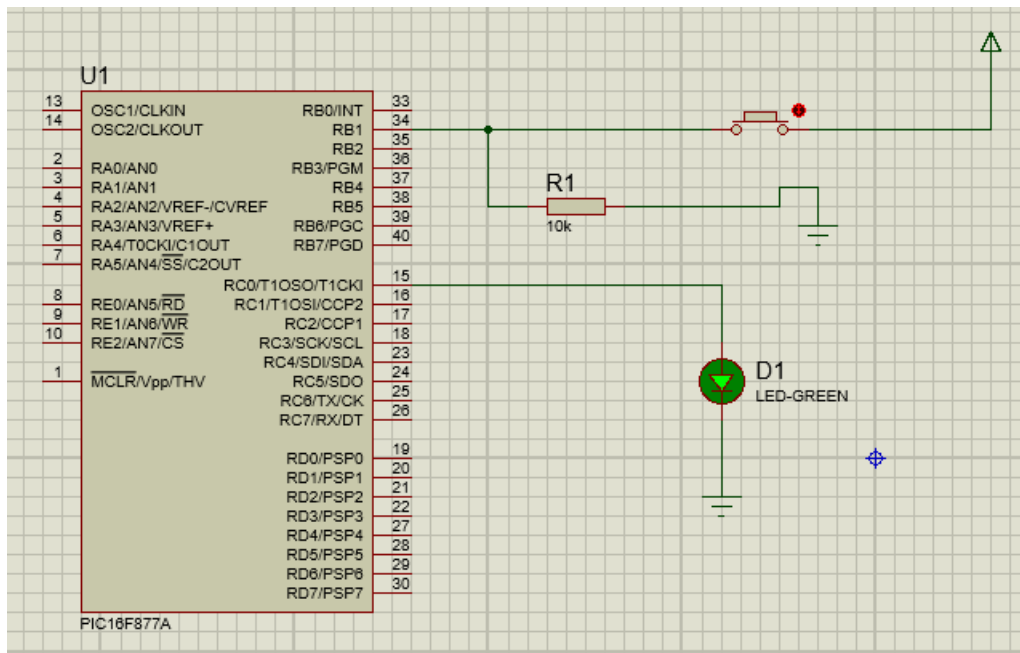 U1
13 OSC1/CLKIN RB0/INT 33
14 OSC2/CLKOUT RB1 34
RB2 35
2 RA0/AN0 RB3/PGM 36
3 RA1/AN1 RB4 37
4 RA2/AN2/VREF-/CVREF RB5 38
5 RA3/AN3/VREF+ RB6/PGC 39
6 RA4/T0CKI/C1OUT RB7/PGD 40
7 RA5/AN4/SS/C2OUT
RC0/T1OSO/T1CKI 15
8 RE0/AN5/RD RC1/T1OSI/CCP2 16
9 RE1/AN6/WR RC2/CCP1 17
10 RE2/AN7/CS RC3/SCK/SCL 18
RC4/SDI/SDA 23
1 MCLR/Vpp/THV RC5/SDO 24
RC6/TX/CK 25
RC7/RX/DT 26
RD0/PSP0 19
RD1/PSP1 20
RD2/PSP2 21
RD3/PSP3 22
RD4/PSP4 27
RD5/PSP5 28
RD6/PSP6 29
RD7/PSP7 30
PIC16F877A
R1
10k
D1
LED-GREEN